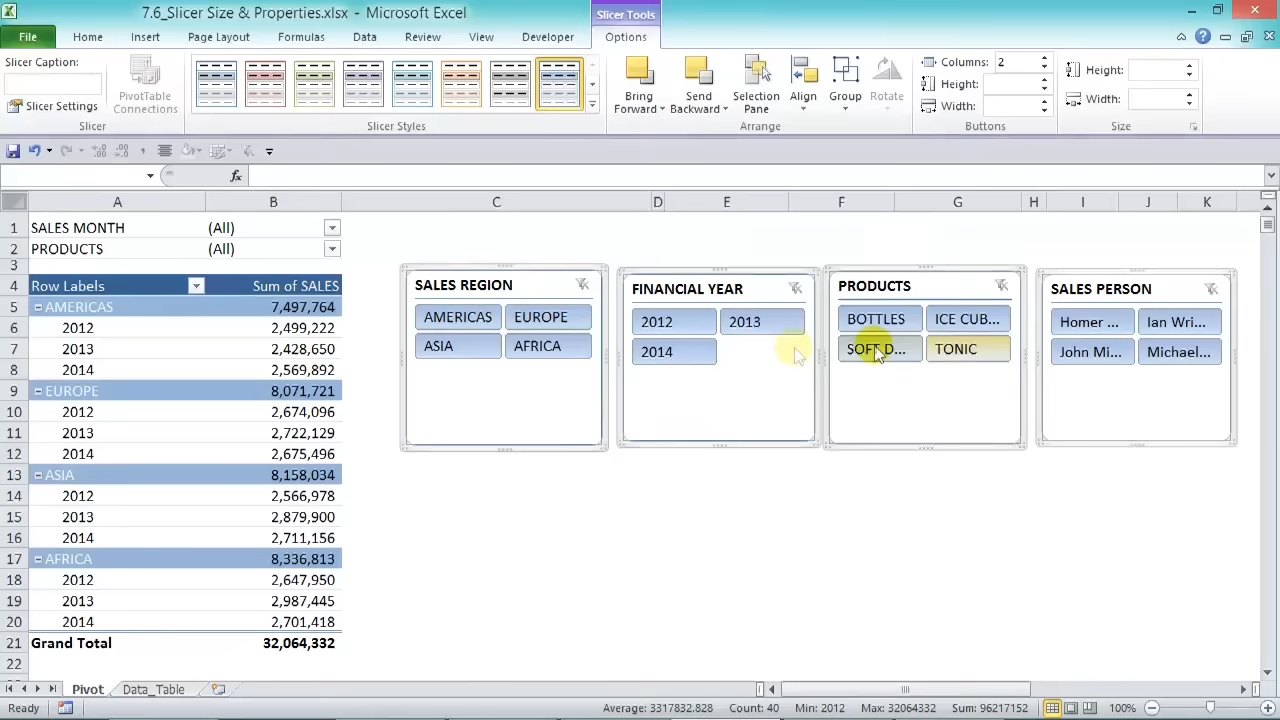 7.6_Slicer Size & Properties.xlsx - Microsoft Excel
Slicer Tools
File Home Insert Page Layout Formulas Data Review View Developer Options
Slicer Caption:
Slicer Settings
PivotTable Connections
Slicer
Slicer Styles
Bring Forward
Send Backward
Selection Pane
Align
Group
Rotate
Arrange
Columns: 2
Height:
Width:
Buttons
Height:
Width:
Size
fx
A B C D E F G H I J K
1 SALES MONTH (All)
2 PRODUCTS (All)
3
4 Row Labels Sum of SALES
5 AMERICAS 7,497,764
6 2012 2,499,222
7 2013 2,428,650
8 2014 2,569,892
9 EUROPE 8,071,721
10 2012 2,674,096
11 2013 2,722,129
12 2014 2,675,496
13 ASIA 8,158,034
14 2012 2,566,978
15 2013 2,879,900
16 2014 2,711,156
17 AFRICA 8,336,813
18 2012 2,647,950
19 2013 2,987,445
20 2014 2,701,418
21 Grand Total 32,064,332
22
SALES REGION
AMERICAS EUROPE
ASIA AFRICA
FINANCIAL YEAR
2012 2013
2014
PRODUCTS
BOTTLES ICE CUB...
SOFT D... TONIC
SALES PERSON
Homer ... Ian Wri...
John Mi... Michael...
Pivot Data_Table
Ready Average: 3317832.828 Count: 40 Min: 2012 Max: 32064332 Sum: 96217152 100%